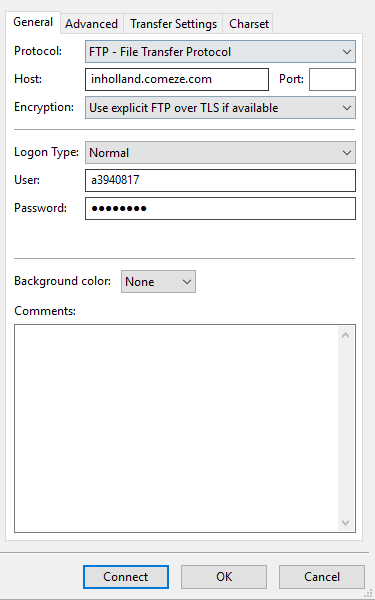 General Advanced Transfer Settings Charset
Protocol: FTP - File Transfer Protocol
Host: inholland.comeze.com Port:
Encryption: Use explicit FTP over TLS if available
Logon Type: Normal
User: a3940817
Password: ●●●●●●●●
Background color: None
Comments:
Connect OK Cancel